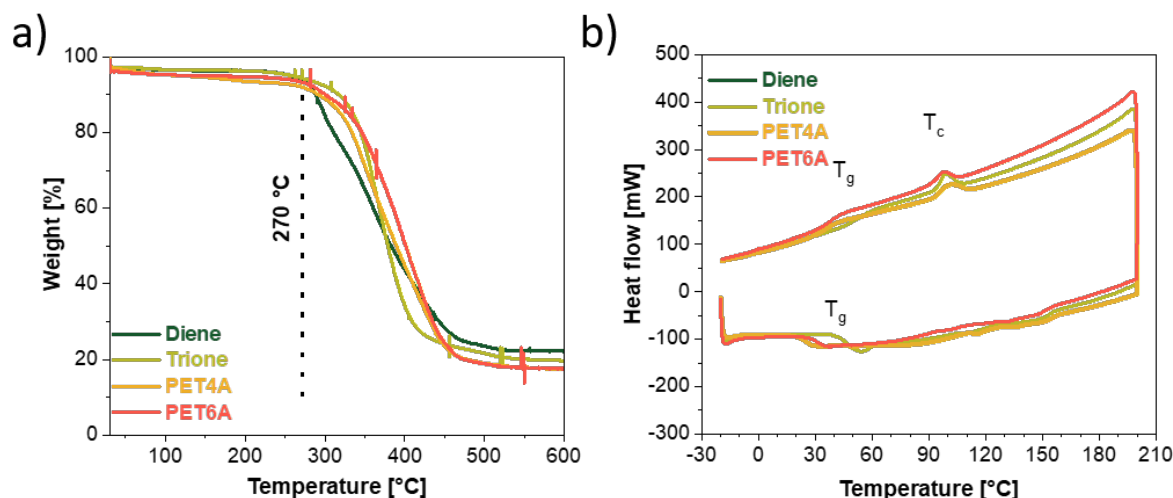 a)
100
80
60
40
20
0
Weight [%]
270 °C
Diene
Trione
PET4A
PET6A
100 200 300 400 500 600
Temperature [°C]
b)
500
400
300
200
100
0
-100
-200
-300
Heat flow [mW]
Diene
Trione
PET4A
PET6A
Tc
Tg
Tg
-30 0 30 60 90 120 150 180 210
Temperature [°C]